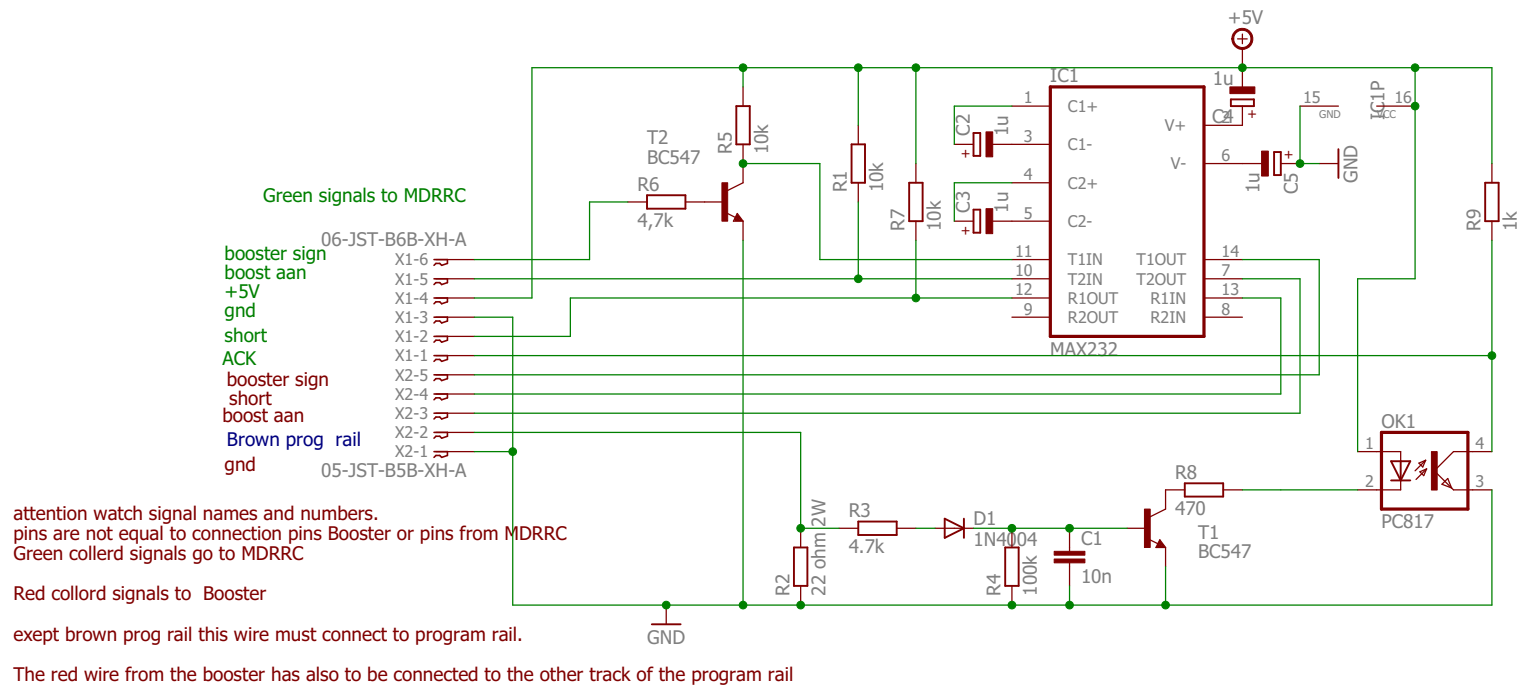 +5V
IC1
1u
C4
+
2
V+
1
C1+
C2
1u
+
3
C1-
15
GND
IC1P
16
VCC
R5
10k
T2
BC547
R6
4,7k
R1
10k
R7
10k
V-
6
1u
C5
+
GND
4
C2+
C3
1u
+
5
C2-
R9
1k
Green signals to MDRRC
06-JST-B6B-XH-A
booster sign
X1-6
11
T1IN
T1OUT
14
boost aan
X1-5
10
T2IN
T2OUT
7
+5V
X1-4
12
R1OUT
R1IN
13
gnd
X1-3
9
R2OUT
R2IN
8
short
X1-2
MAX232
ACK
X1-1
booster sign
X2-5
short
X2-4
boost aan
X2-3
Brown prog rail
X2-2
gnd
X2-1
05-JST-B5B-XH-A
OK1
1
4
2
3
PC817
R8
470
T1
BC547
R3
4.7k
D1
1N4004
C1
10n
R2
22 ohm 2W
R4
100k
GND
attention watch signal names and numbers.
pins are not equal to connection pins Booster or pins from MDRRC
Green collerd signals go to MDRRC
Red collord signals to Booster
exept brown prog rail this wire must connect to program rail.
The red wire from the booster has also to be connected to the other track of the program rail